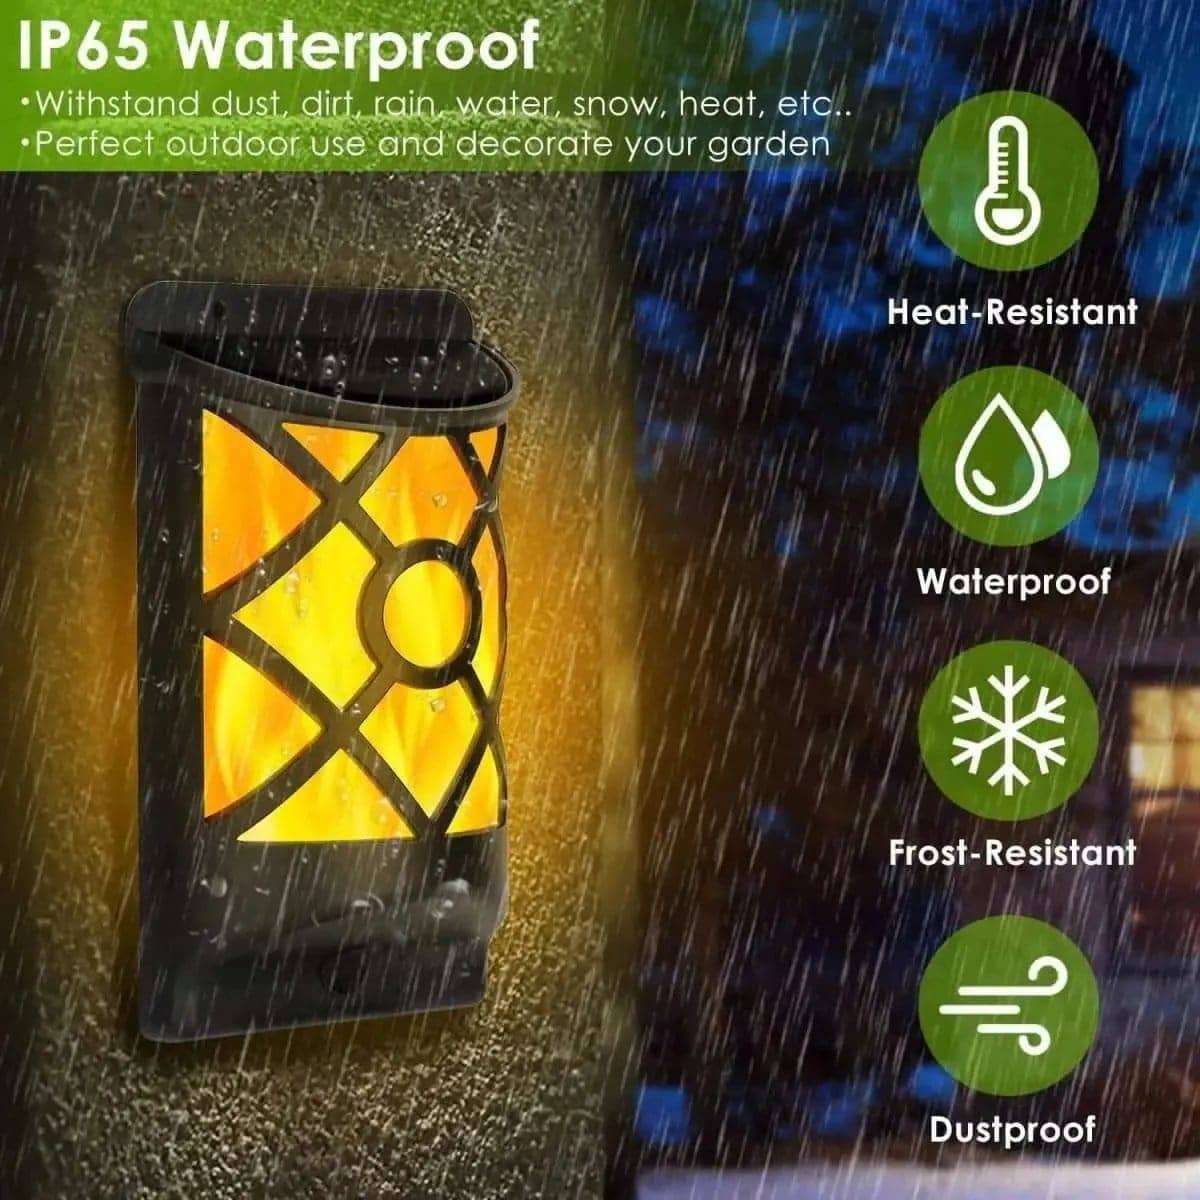 IP65 Waterproof
•Withstand dust, dirt, rain, water, snow, heat, etc..
•Perfect outdoor use and decorate your garden
Heat-Resistant
Waterproof
Frost-Resistant
Dustproof